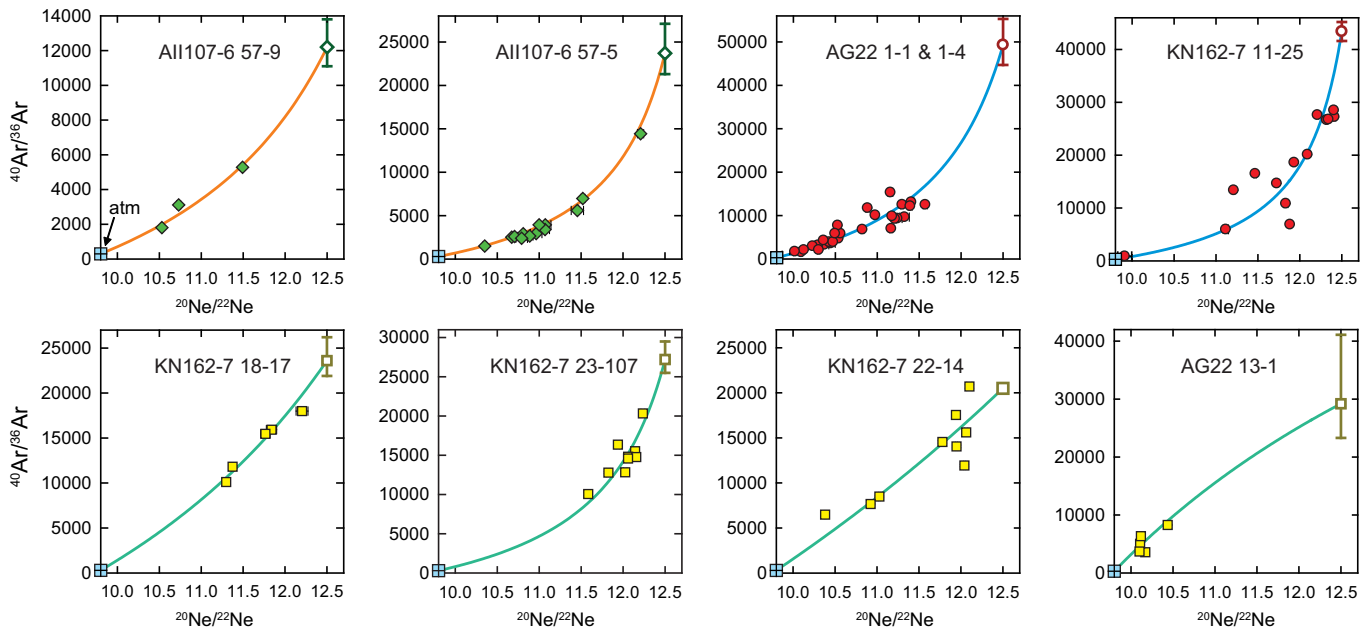 AII107-6 57-9
⁴⁰Ar/³⁶Ar
14000
12000
10000
8000
6000
4000
2000
0
atm
10.0 10.5 11.0 11.5 12.0 12.5
²⁰Ne/²²Ne
AII107-6 57-5
25000
20000
15000
10000
5000
0
10.0 10.5 11.0 11.5 12.0 12.5
²⁰Ne/²²Ne
AG22 1-1 & 1-4
50000
40000
30000
20000
10000
0
10.0 10.5 11.0 11.5 12.0 12.5
²⁰Ne/²²Ne
KN162-7 11-25
40000
30000
20000
10000
0
10.0 10.5 11.0 11.5 12.0 12.5
²⁰Ne/²²Ne
KN162-7 18-17
⁴⁰Ar/³⁶Ar
25000
20000
15000
10000
5000
0
10.0 10.5 11.0 11.5 12.0 12.5
²⁰Ne/²²Ne
KN162-7 23-107
30000
25000
20000
15000
10000
5000
0
10.0 10.5 11.0 11.5 12.0 12.5
²⁰Ne/²²Ne
KN162-7 22-14
25000
20000
15000
10000
5000
0
10.0 10.5 11.0 11.5 12.0 12.5
²⁰Ne/²²Ne
AG22 13-1
40000
30000
20000
10000
0
10.0 10.5 11.0 11.5 12.0 12.5
²⁰Ne/²²Ne